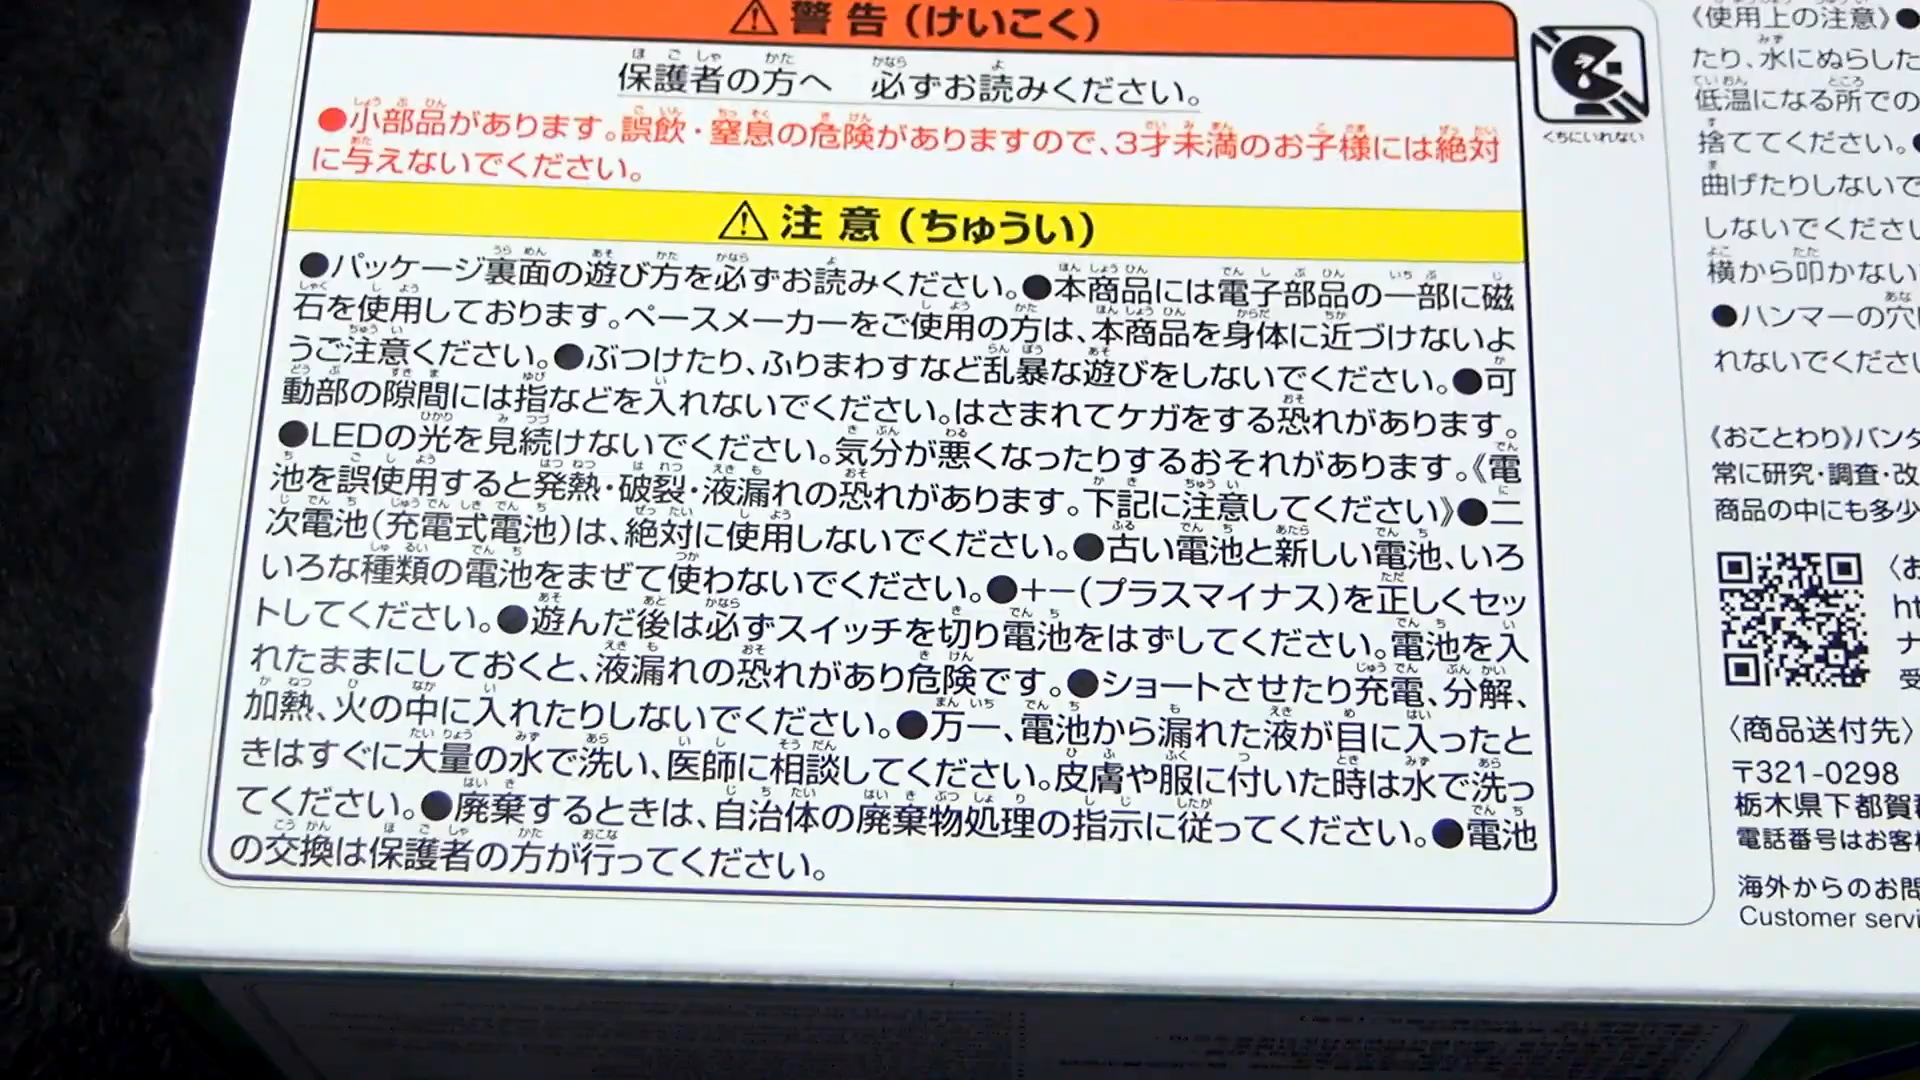 ⚠警告(けいこく)
保護者の方へ 必ずお読みください。
●小部品があります。誤飲・窒息の危険がありますので、3才未満のお子様には絶対
に与えないでください。
⚠注意(ちゅうい)
●パッケージ裏面の遊び方を必ずお読みください。●本商品には電子部品の一部に磁
石を使用しております。ペースメーカーをご使用の方は、本商品を身体に近づけないよ
うご注意ください。●ぶつけたり、ふりまわすなど乱暴な遊びをしないでください。●可
動部の隙間には指などを入れないでください。はさまれてケガをする恐れがあります。
●LEDの光を見続けないでください。気分が悪くなったりするおそれがあります。《電
池を誤使用すると発熱・破裂・液漏れの恐れがあります。下記に注意してください》●二
次電池(充電式電池)は、絶対に使用しないでください。●古い電池と新しい電池、いろ
いろな種類の電池をまぜて使わないでください。●+−(プラスマイナス)を正しくセッ
トしてください。●遊んだ後は必ずスイッチを切り電池をはずしてください。電池を入
れたままにしておくと、液漏れの恐れがあり危険です。●ショートさせたり充電、分解、
加熱、火の中に入れたりしないでください。●万一、電池から漏れた液が目に入ったと
きはすぐに大量の水で洗い、医師に相談してください。皮膚や服に付いた時は水で洗っ
てください。●廃棄するときは、自治体の廃棄物処理の指示に従ってください。●電池
の交換は保護者の方が行ってください。
くちにいれない
《使用上の注意》●
たり、水にぬらした
低温になる所での
捨ててください。●
曲げたりしないで
しないでください
横から叩かない
●ハンマーの穴
れないでくださ
《おことわり》バンダ
常に研究・調査・改
商品の中にも多少
〈お
ht
ナ
受
〈商品送付先〉
〒321-0298
栃木県下都賀
電話番号はお客
海外からのお問
Customer servi